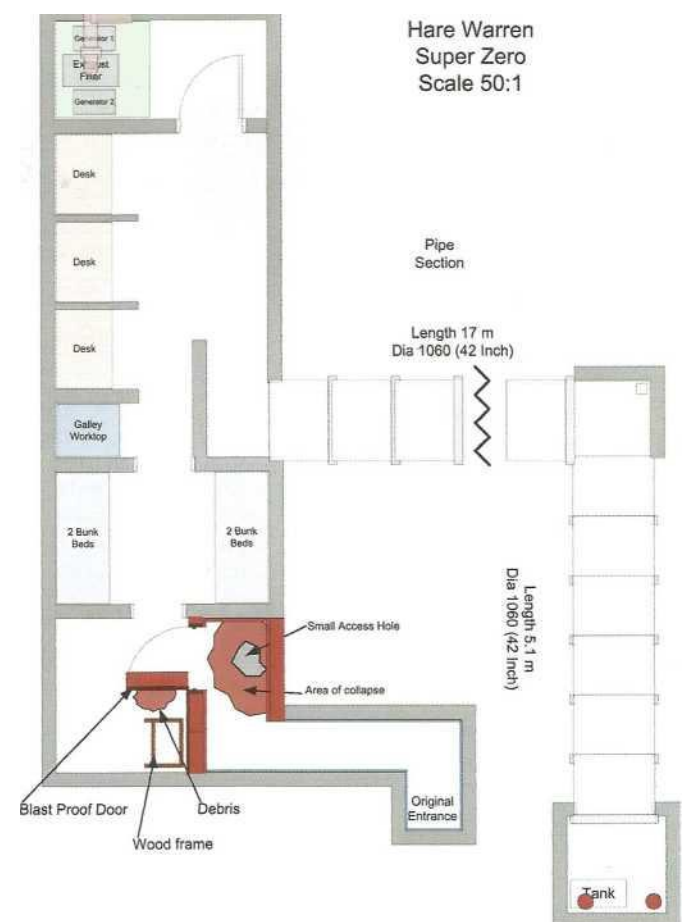 Hare Warren
Super Zero
Scale 50:1
Generator 1
Exhaust
Filter
Generator 2
Desk
Desk
Desk
Pipe
Section
Length 17 m
Dia 1060 (42 Inch)
Galley
Worktop
2 Bunk
Beds
2 Bunk
Beds
Length 5.1 m
Dia 1060 (42 Inch)
Small Access Hole
Area of collapse
Blast Proof Door
Debris
Wood frame
Original
Entrance
Tank